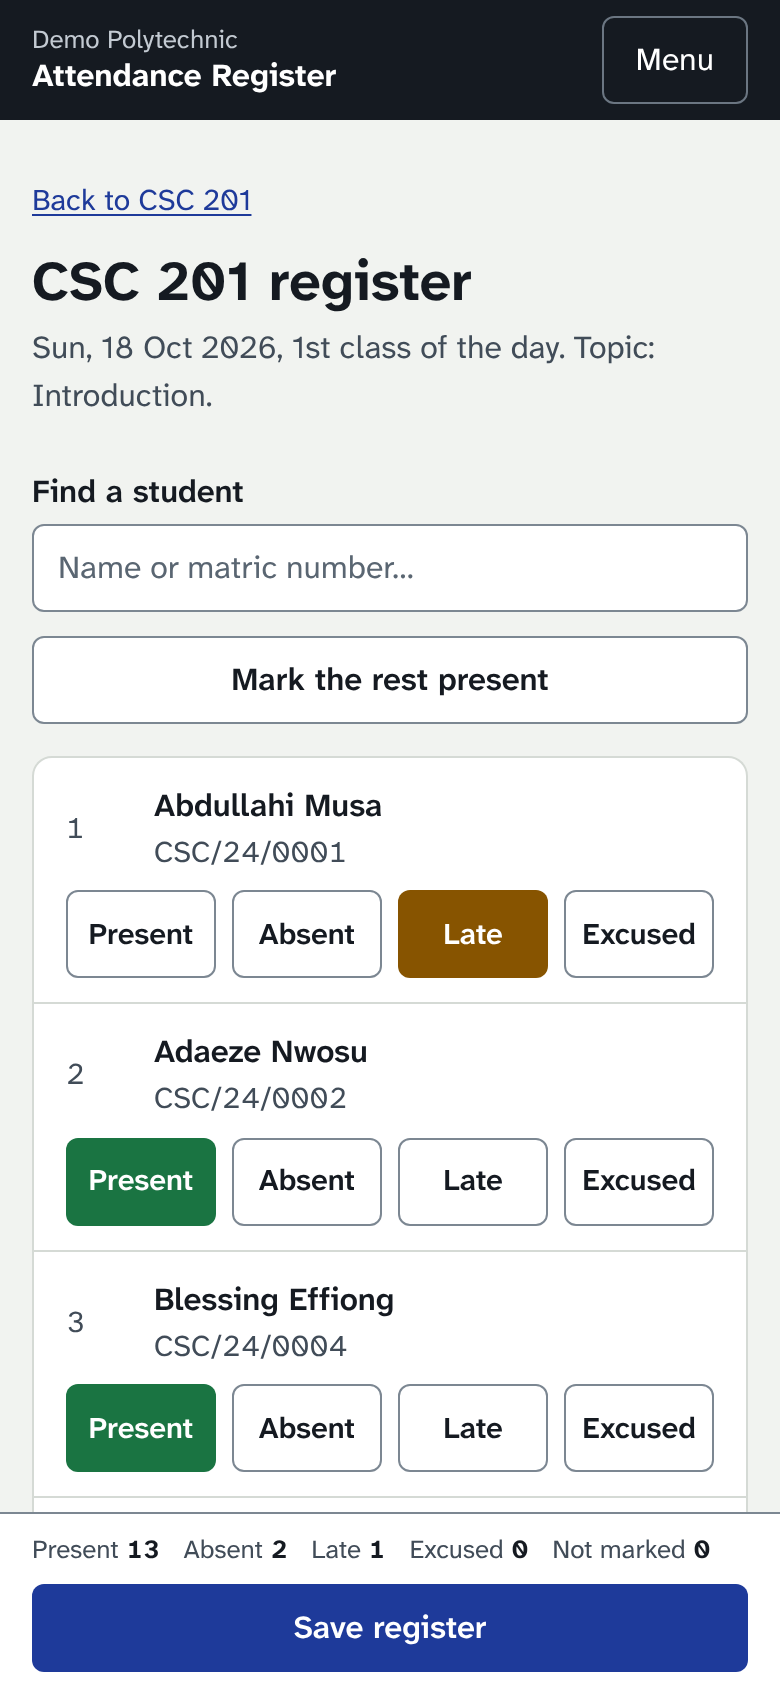 Demo Polytechnic
Attendance Register
Menu
Back to CSC 201
CSC 201 register
Sun, 18 Oct 2026, 1st class of the day. Topic:
Introduction.
Find a student
Name or matric number...
Mark the rest present
1
Abdullahi Musa
CSC/24/0001
Present Absent Late Excused
2
Adaeze Nwosu
CSC/24/0002
Present Absent Late Excused
3
Blessing Effiong
CSC/24/0004
Present Absent Late Excused
Present 13 Absent 2 Late 1 Excused 0 Not marked 0
Save register